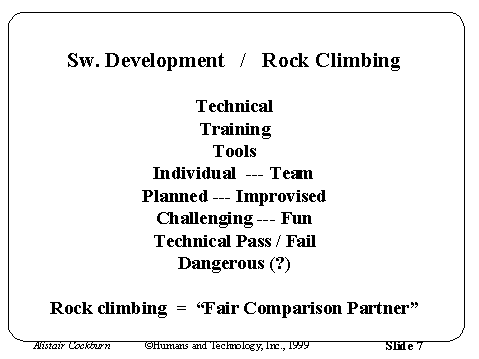 Sw. Development / Rock Climbing
Technical
Training
Tools
Individual --- Team
Planned --- Improvised
Challenging --- Fun
Technical Pass / Fail
Dangerous (?)
Rock climbing = “Fair Comparison Partner”
Alistair Cockburn ©Humans and Technology, Inc., 1999 Slide 7